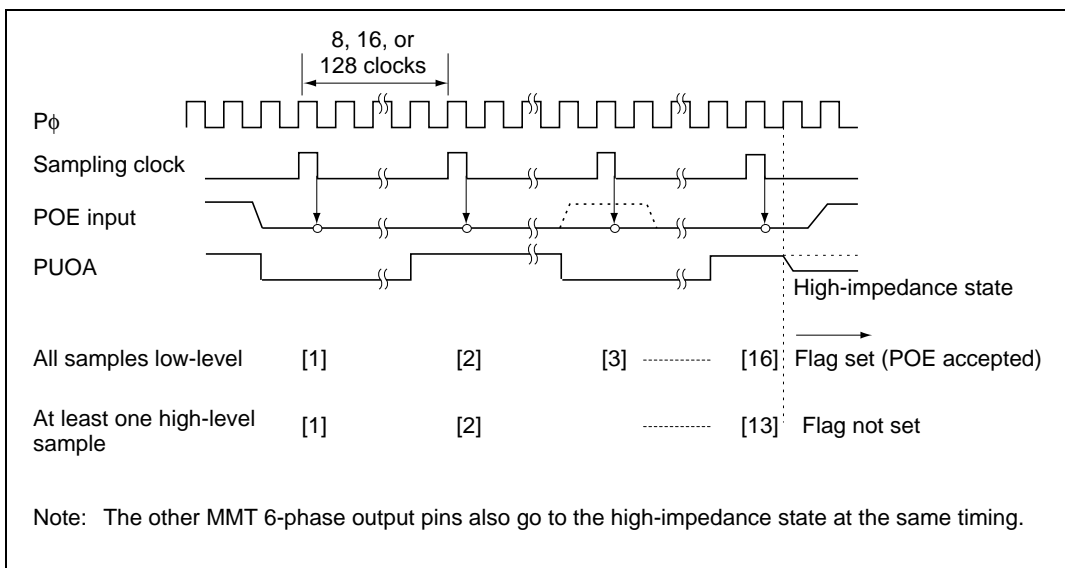 8, 16, or
128 clocks
Pϕ
Sampling clock
POE input
PUOA
High-impedance state
All samples low-level [1] [2] [3] [16] Flag set (POE accepted)
At least one high-level
sample [1] [2] [13] Flag not set
Note: The other MMT 6-phase output pins also go to the high-impedance state at the same timing.